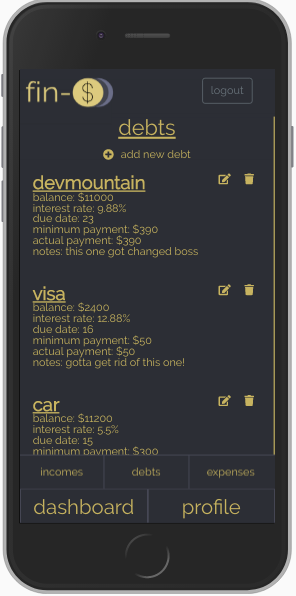 fin-$
logout
debts
add new debt
devmountain
balance: $11000
interest rate: 9.88%
due date: 23
minimum payment: $390
actual payment: $390
notes: this one got changed boss
visa
balance: $2400
interest rate: 12.88%
due date: 16
minimum payment: $50
actual payment: $50
notes: gotta get rid of this one!
car
balance: $11200
interest rate: 5.5%
due date: 15
minimum payment: $300
incomes
debts
expenses
dashboard
profile